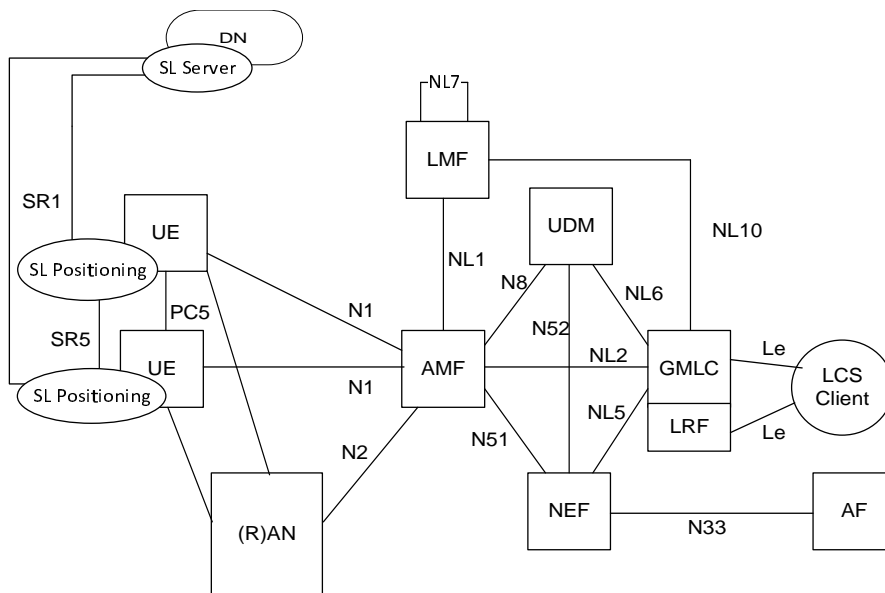 DN
SL Server
NL7
LMF
SR1
UE
UDM
NL10
SL Positioning
NL1
N8
NL6
N1
PC5
SR5
N52
UE
AMF
NL2
GMLC
Le
LCS
Client
SL Positioning
N1
NL5
LRF
Le
N51
N2
NEF
AF
(R)AN
N33